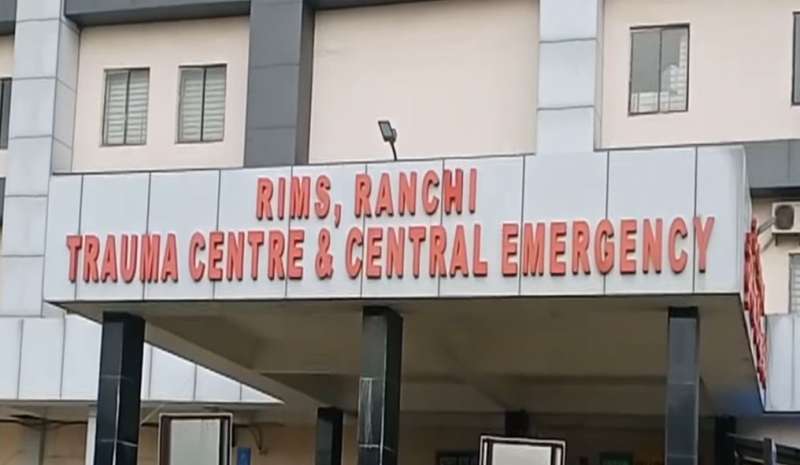 RIMS, RANCHI
TRAUMA CENTRE & CENTRAL EMERGENCY